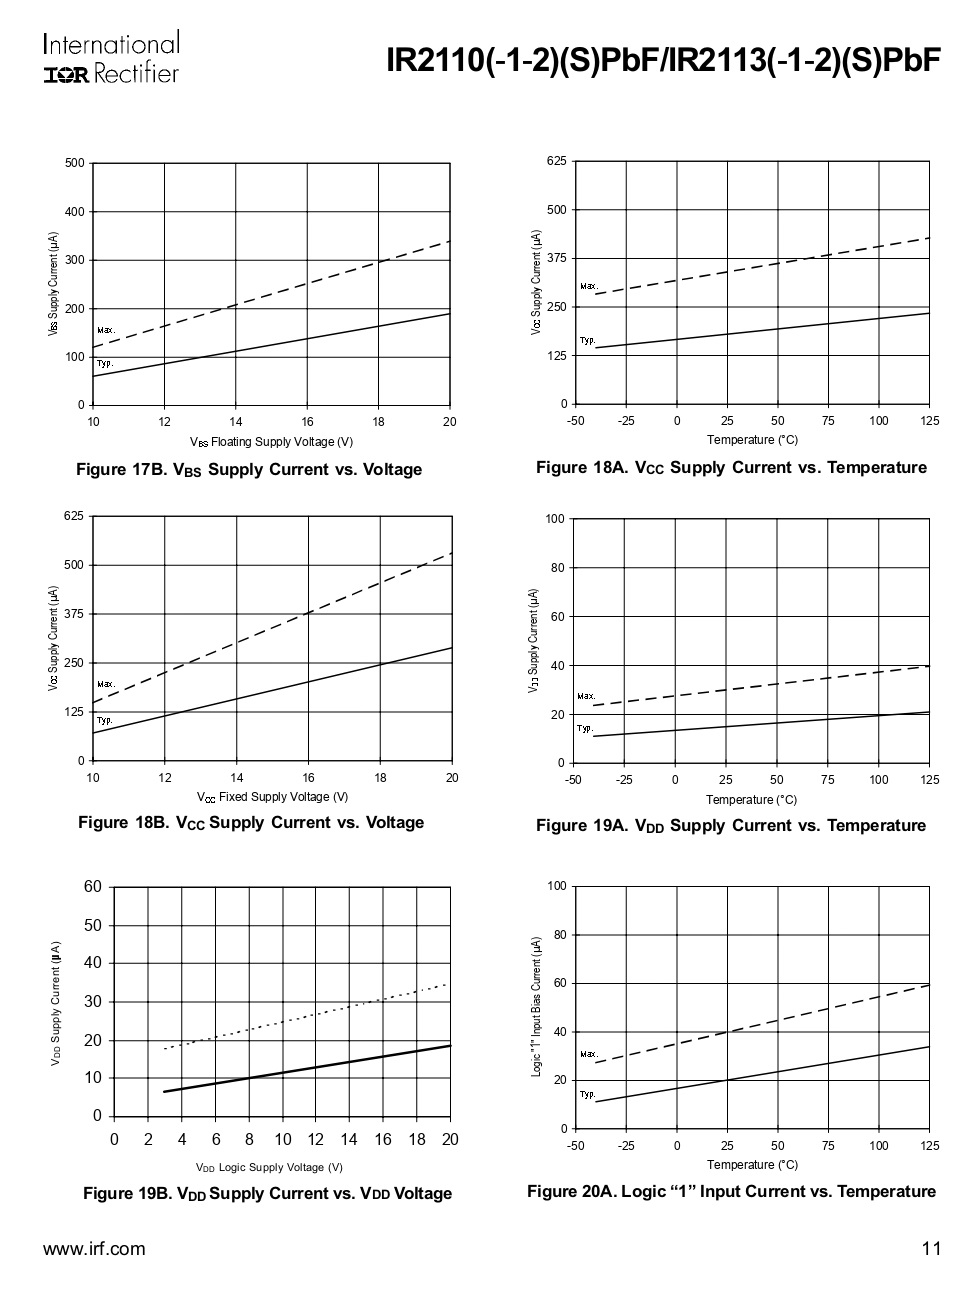 International
IOR Rectifier
IR2110(-1-2)(S)PbF/IR2113(-1-2)(S)PbF
500
400
300
200
100
0
VBS Supply Current (µA)
Max.
Typ.
10 12 14 16 18 20
VBS Floating Supply Voltage (V)
Figure 17B. VBS Supply Current vs. Voltage
625
500
375
250
125
0
VCC Supply Current (µA)
Max.
Typ.
-50 -25 0 25 50 75 100 125
Temperature (°C)
Figure 18A. VCC Supply Current vs. Temperature
625
500
375
250
125
0
VCC Supply Current (µA)
Max.
Typ.
10 12 14 16 18 20
VCC Fixed Supply Voltage (V)
Figure 18B. VCC Supply Current vs. Voltage
100
80
60
40
20
0
VDD Supply Current (µA)
Max.
Typ.
-50 -25 0 25 50 75 100 125
Temperature (°C)
Figure 19A. VDD Supply Current vs. Temperature
60
50
40
30
20
10
0
VDD Supply Current (µA)
0 2 4 6 8 10 12 14 16 18 20
VDD Logic Supply Voltage (V)
Figure 19B. VDD Supply Current vs. VDD Voltage
100
80
60
40
20
0
Logic "1" Input Bias Current (µA)
Max.
Typ.
-50 -25 0 25 50 75 100 125
Temperature (°C)
Figure 20A. Logic “1” Input Current vs. Temperature
www.irf.com
11